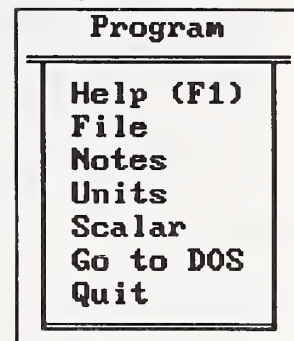 Program
Help (F1)
File
Notes
Units
Scalar
Go to DOS
Quit